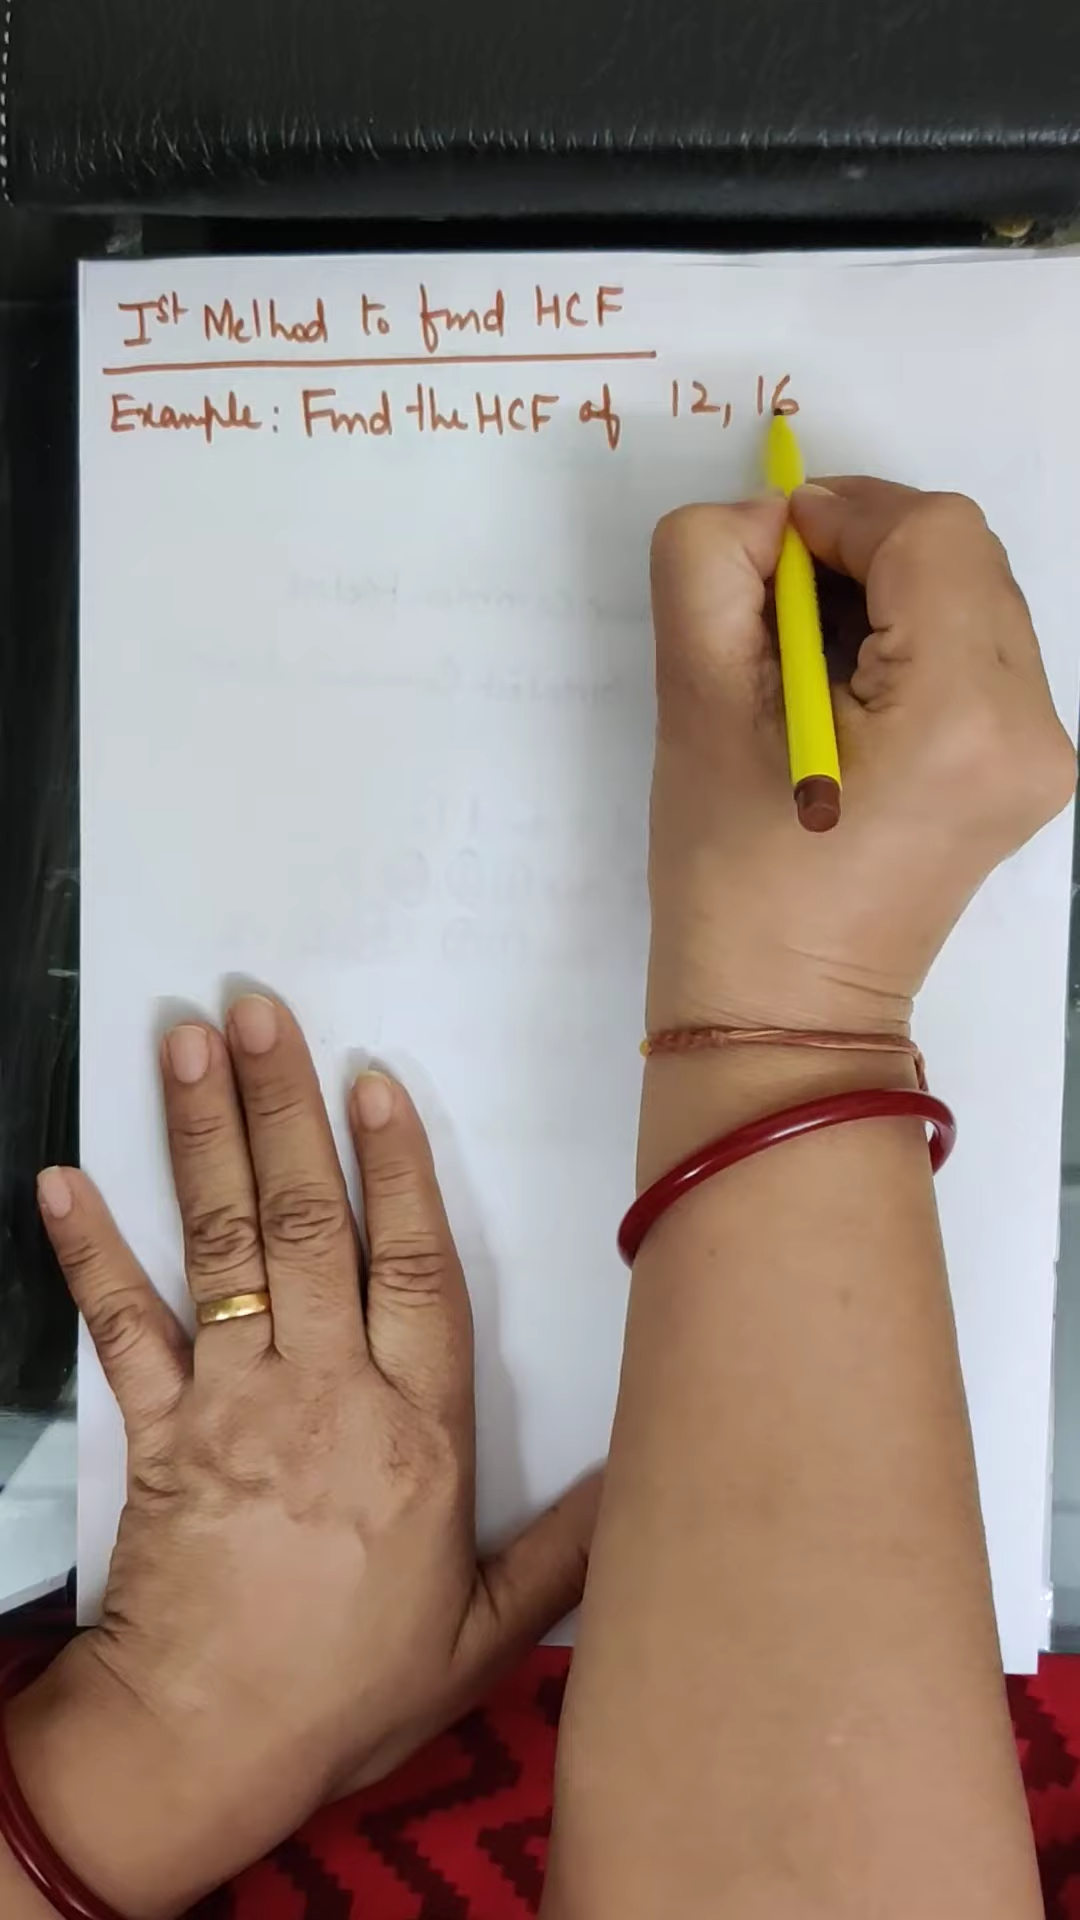 Ist Method to find HCF
Example: Find the HCF of 12, 16